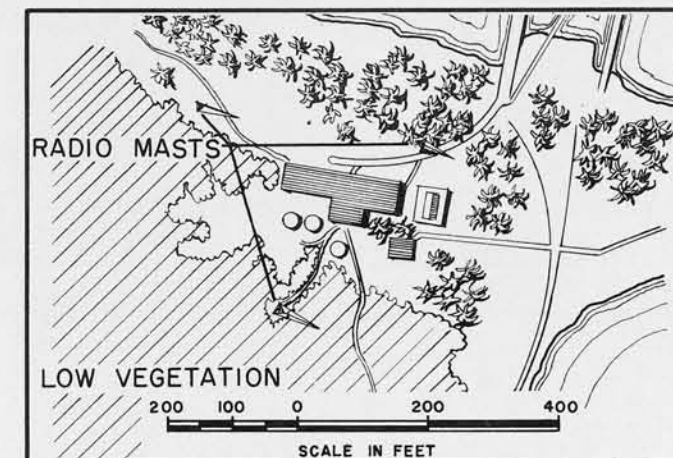 RADIO MASTS
LOW VEGETATION
200 100 0 200 400
SCALE IN FEET